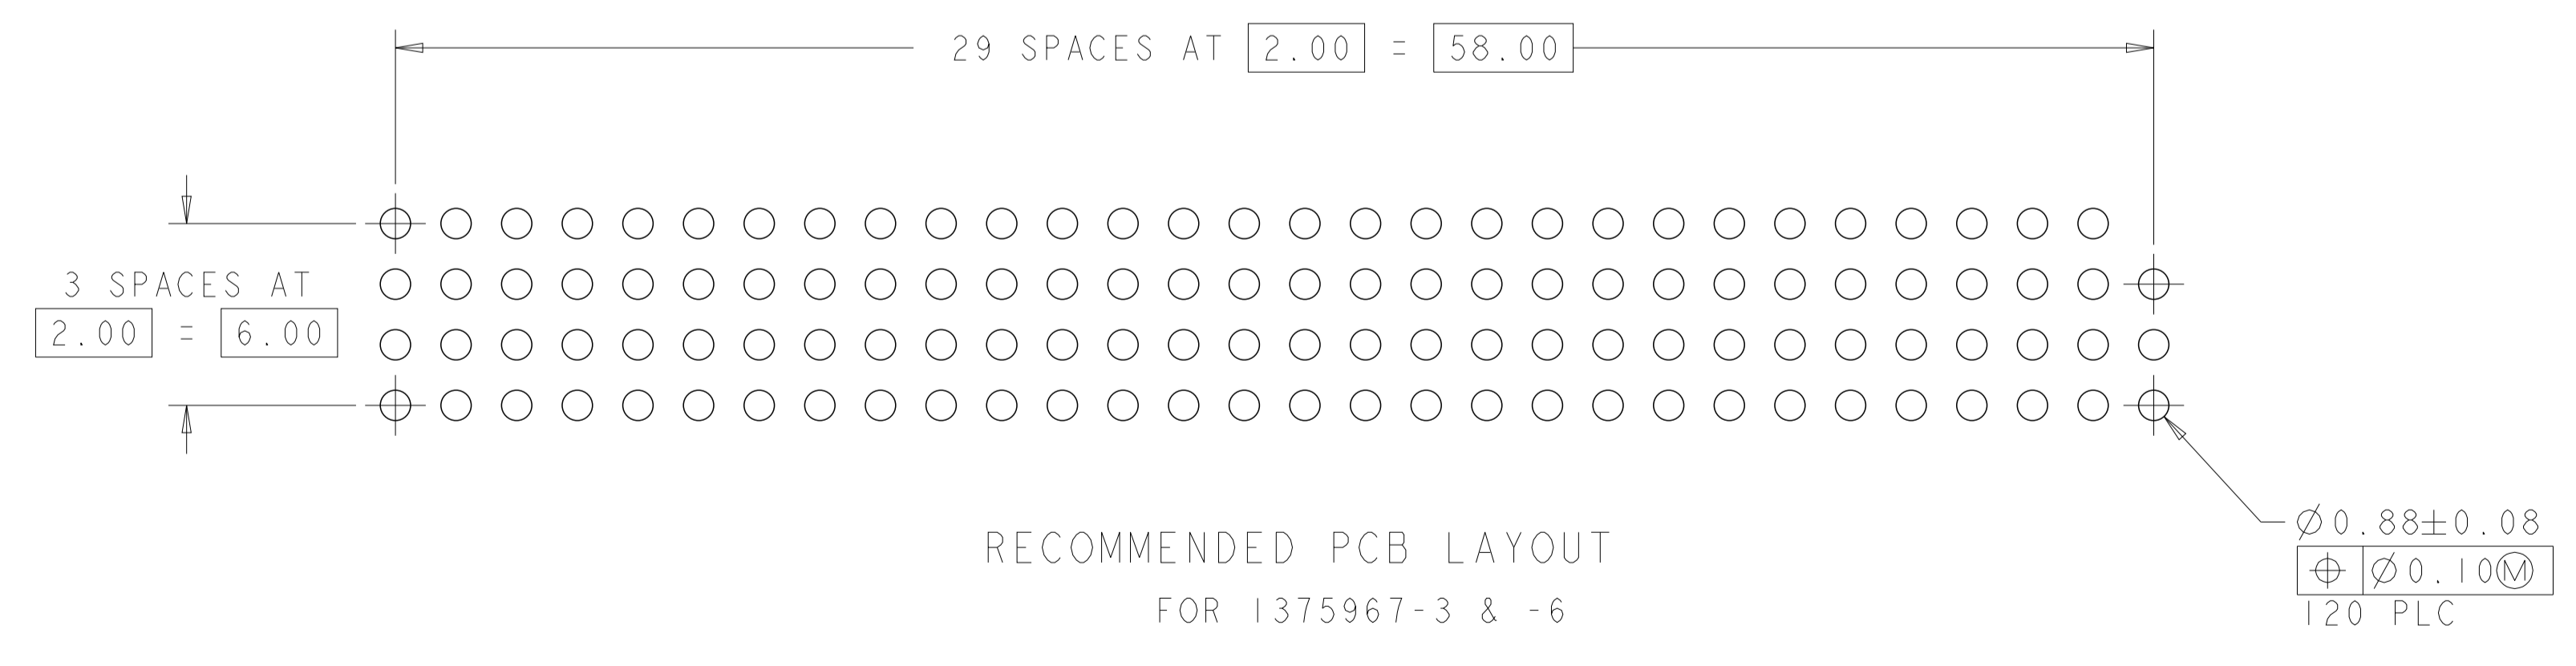 29 SPACES AT 2.00 = 58.00
3 SPACES AT
2.00 = 6.00
Ø0.88±0.08
⌖ Ø0.10Ⓜ
120 PLC
RECOMMENDED PCB LAYOUT
FOR 1375967-3 & -6